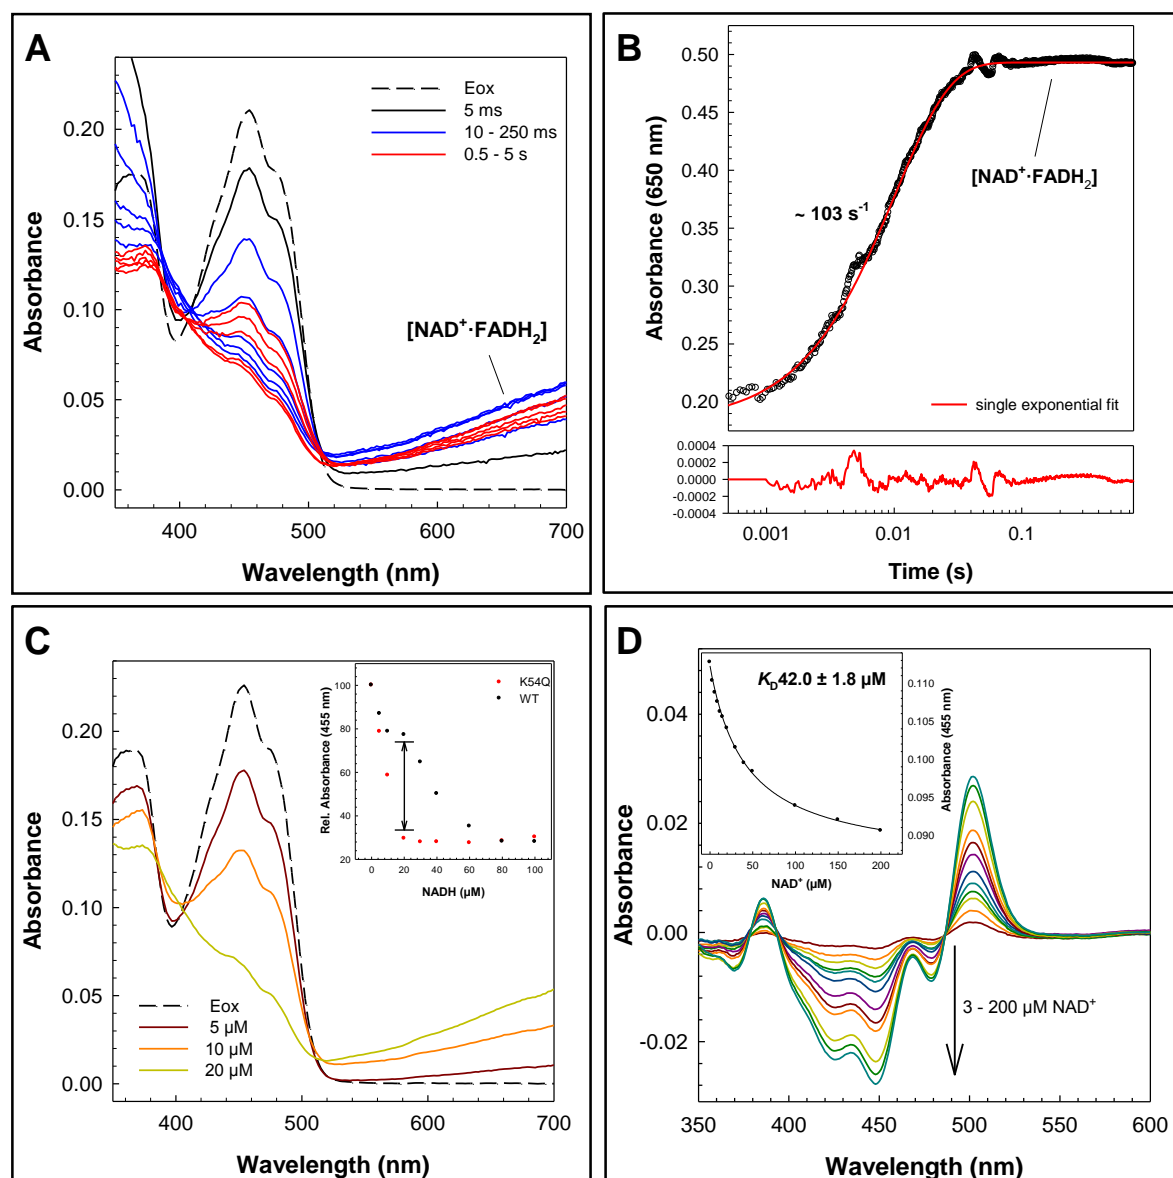 A
Eox
5 ms
10 - 250 ms
0.5 - 5 s
[NAD⁺·FADH₂]
0.20
0.15
0.10
0.05
0.00
Absorbance
400 500 600 700
Wavelength (nm)
B
0.50
0.45
0.40
0.35
0.30
0.25
0.20
Absorbance (650 nm)
[NAD⁺·FADH₂]
~ 103 s⁻¹
single exponential fit
0.0004
0.0002
0.0000
-0.0002
-0.0004
0.001 0.01 0.1
Time (s)
C
0.20
0.15
0.10
0.05
0.00
Absorbance
K54Q
WT
100
80
60
40
20
Rel. Absorbance (455 nm)
0 20 40 60 80 100
NADH (µM)
Eox
5 µM
10 µM
20 µM
400 500 600 700
Wavelength (nm)
D
0.04
0.02
0.00
-0.02
Absorbance
K_D 42.0 ± 1.8 µM
0.110
0.105
0.100
0.095
0.090
Absorbance (455 nm)
0 50 100 150 200
NAD⁺ (µM)
3 - 200 µM NAD⁺
350 400 450 500 550 600
Wavelength (nm)